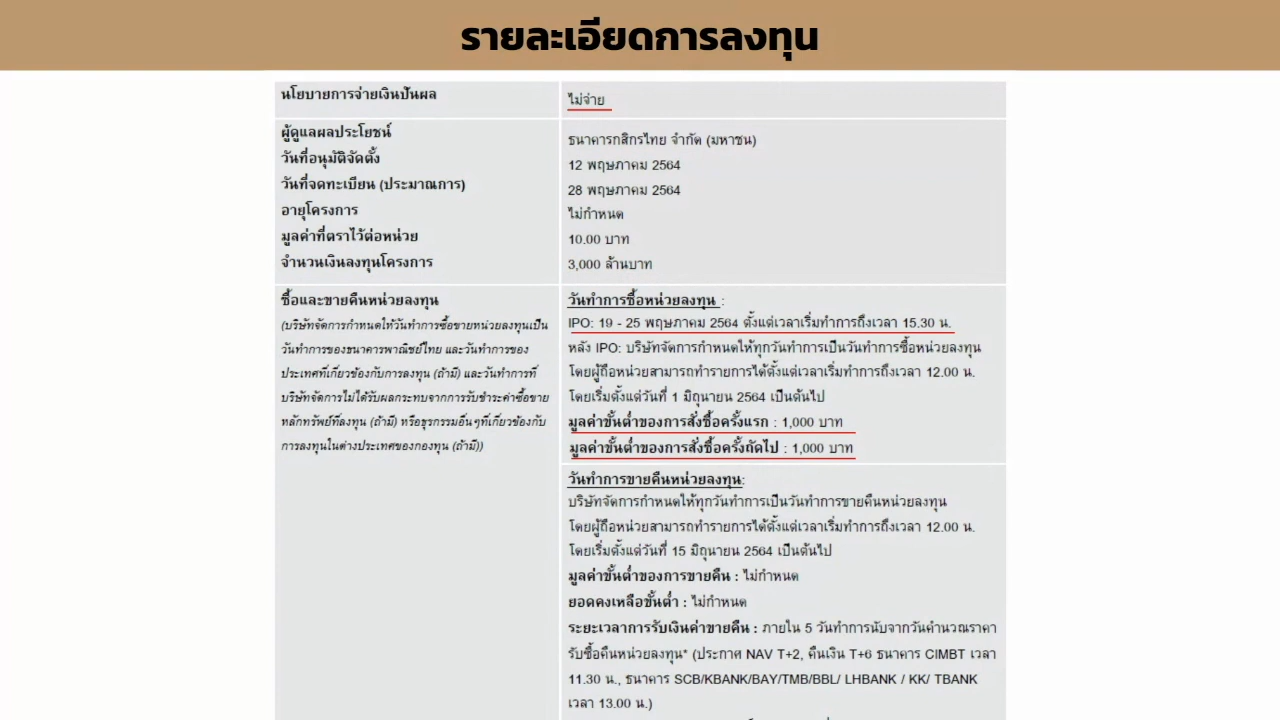 รายละเอียดการลงทุน
นโยบายการจ่ายเงินปันผล
ไม่จ่าย
ผู้ดูแลผลประโยชน์
ธนาคารกสิกรไทย จำกัด (มหาชน)
วันที่อนุมัติจัดตั้ง
12 พฤษภาคม 2564
วันที่จดทะเบียน (ประมาณการ)
28 พฤษภาคม 2564
อายุโครงการ
ไม่กำหนด
มูลค่าที่ตราไว้ต่อหน่วย
10.00 บาท
จำนวนเงินลงทุนโครงการ
3,000 ล้านบาท
ซื้อและขายคืนหน่วยลงทุน
(บริษัทจัดการกำหนดให้วันทำการซื้อขายหน่วยลงทุนเป็น
วันทำการของธนาคารพาณิชย์ไทย และวันทำการของ
ประเทศที่เกี่ยวข้องกับการลงทุน (ถ้ามี) และวันทำการที่
บริษัทจัดการไม่ได้รับผลกระทบจากการรับชำระค่าซื้อขาย
หลักทรัพย์ที่ลงทุน (ถ้ามี) หรือธุรกรรมอื่นๆที่เกี่ยวข้องกับ
การลงทุนในต่างประเทศของกองทุน (ถ้ามี))
วันทำการซื้อหน่วยลงทุน :
IPO: 19 - 25 พฤษภาคม 2564 ตั้งแต่เวลาเริ่มทำการถึงเวลา 15.30 น.
หลัง IPO: บริษัทจัดการกำหนดให้ทุกวันทำการเป็นวันทำการซื้อหน่วยลงทุน
โดยผู้ถือหน่วยสามารถทำรายการได้ตั้งแต่เวลาเริ่มทำการถึงเวลา 12.00 น.
โดยเริ่มตั้งแต่วันที่ 1 มิถุนายน 2564 เป็นต้นไป
มูลค่าขั้นต่ำของการสั่งซื้อครั้งแรก : 1,000 บาท
มูลค่าขั้นต่ำของการสั่งซื้อครั้งถัดไป : 1,000 บาท
วันทำการขายคืนหน่วยลงทุน:
บริษัทจัดการกำหนดให้ทุกวันทำการเป็นวันทำการขายคืนหน่วยลงทุน
โดยผู้ถือหน่วยสามารถทำรายการได้ตั้งแต่เวลาเริ่มทำการถึงเวลา 12.00 น.
โดยเริ่มตั้งแต่วันที่ 15 มิถุนายน 2564 เป็นต้นไป
มูลค่าขั้นต่ำของการขายคืน : ไม่กำหนด
ยอดคงเหลือขั้นต่ำ : ไม่กำหนด
ระยะเวลาการรับเงินค่าขายคืน : ภายใน 5 วันทำการนับจากวันคำนวณราคา
รับซื้อคืนหน่วยลงทุน* (ประกาศ NAV T+2, คืนเงิน T+6 ธนาคาร CIMBT เวลา
11.30 น., ธนาคาร SCB/KBANK/BAY/TMB/BBL/ LHBANK / KK/ TBANK
เวลา 13.00 น.)